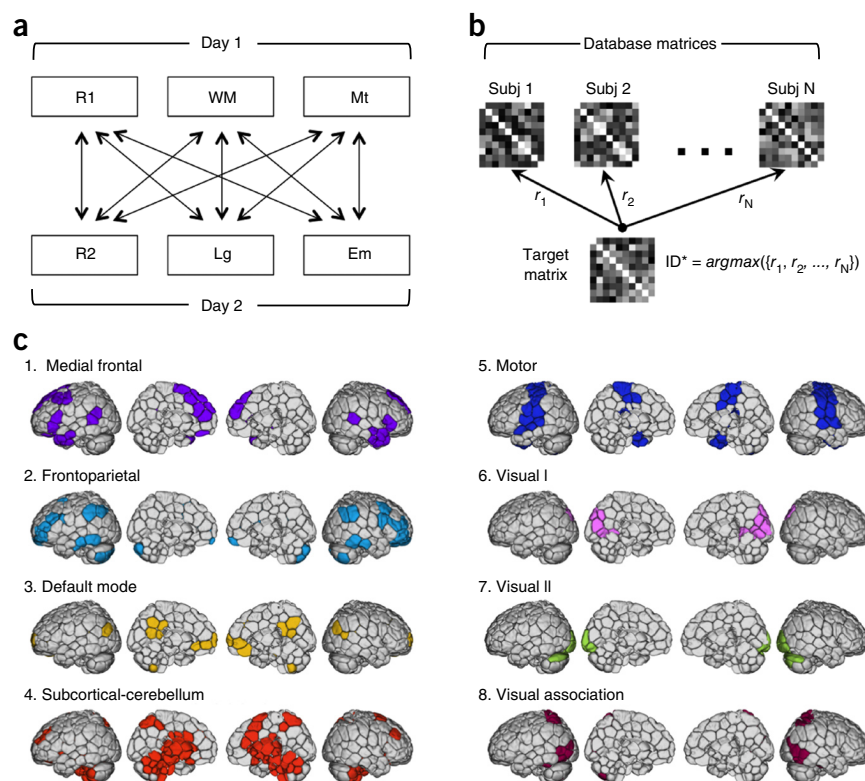 a
Day 1
R1 WM Mt
R2 Lg Em
Day 2
b
Database matrices
Subj 1 Subj 2 Subj N
r1 r2 rN
Target
matrix
ID* = argmax({r1, r2, ..., rN})
c
1. Medial frontal
2. Frontoparietal
3. Default mode
4. Subcortical-cerebellum
5. Motor
6. Visual I
7. Visual II
8. Visual association